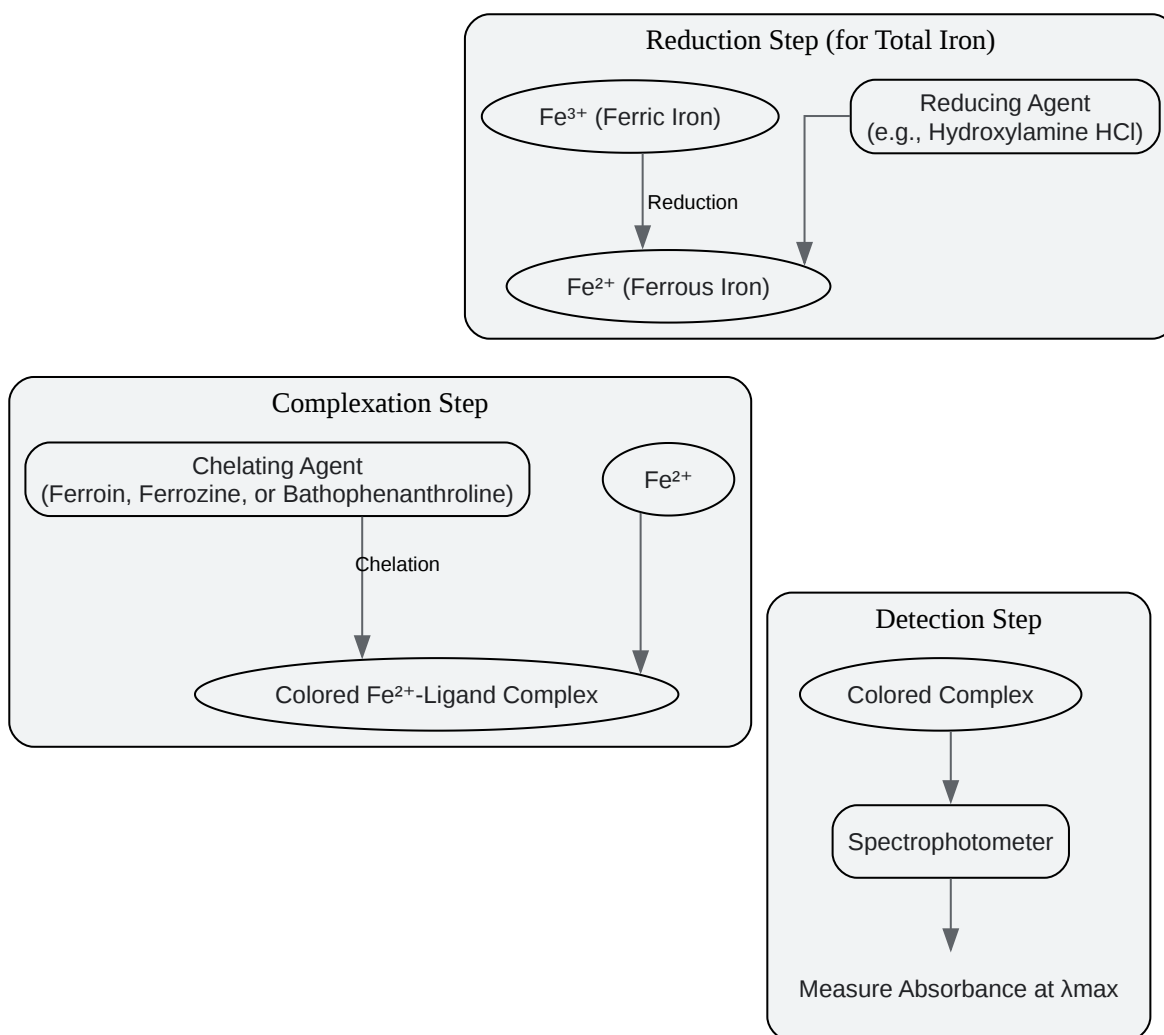 Reduction Step (for Total Iron)
Fe³⁺ (Ferric Iron)
Reducing Agent
(e.g., Hydroxylamine HCl)
Reduction
Fe²⁺ (Ferrous Iron)
Complexation Step
Chelating Agent
(Ferroin, Ferrozine, or Bathophenanthroline)
Fe²⁺
Chelation
Colored Fe²⁺-Ligand Complex
Detection Step
Colored Complex
Spectrophotometer
Measure Absorbance at λmax